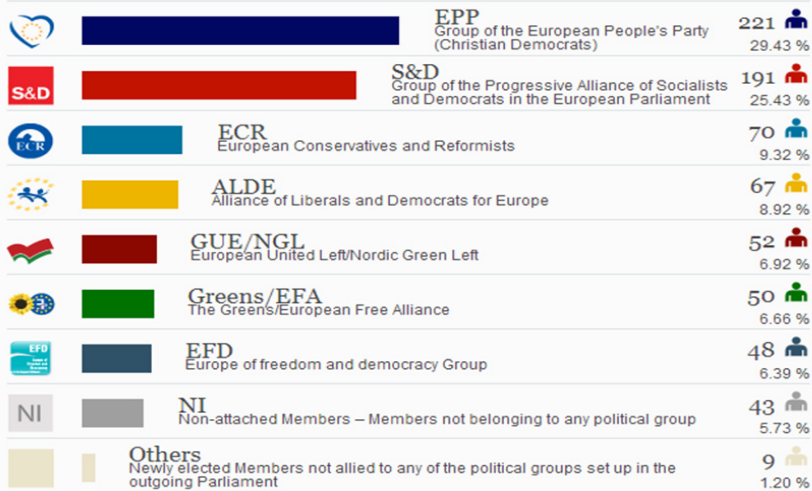 EPP
Group of the European People's Party
(Christian Democrats)
221
29.43 %
S&D
S&D
Group of the Progressive Alliance of Socialists
and Democrats in the European Parliament
191
25.43 %
ECR
ECR
European Conservatives and Reformists
70
9.32 %
ALDE
Alliance of Liberals and Democrats for Europe
67
8.92 %
GUE/NGL
European United Left/Nordic Green Left
52
6.92 %
Greens/EFA
The Greens/European Free Alliance
50
6.66 %
EFD
EFD
Europe of freedom and democracy Group
48
6.39 %
NI
NI
Non-attached Members – Members not belonging to any political group
43
5.73 %
Others
Newly elected Members not allied to any of the political groups set up in the
outgoing Parliament
9
1.20 %